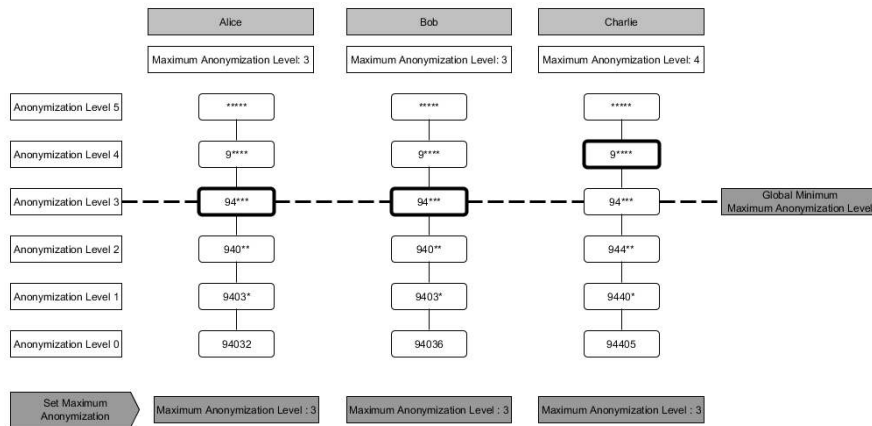 Alice Bob Charlie
Maximum Anonymization Level: 3 Maximum Anonymization Level: 3 Maximum Anonymization Level: 4
Anonymization Level 5 ***** ***** *****
Anonymization Level 4 9**** 9**** 9****
Anonymization Level 3 94*** 94*** 94*** Global Minimum
Maximum Anonymization Level
Anonymization Level 2 940** 940** 944**
Anonymization Level 1 9403* 9403* 9440*
Anonymization Level 0 94032 94036 94405
Set Maximum
Anonymization Maximum Anonymization Level : 3 Maximum Anonymization Level : 3 Maximum Anonymization Level : 3